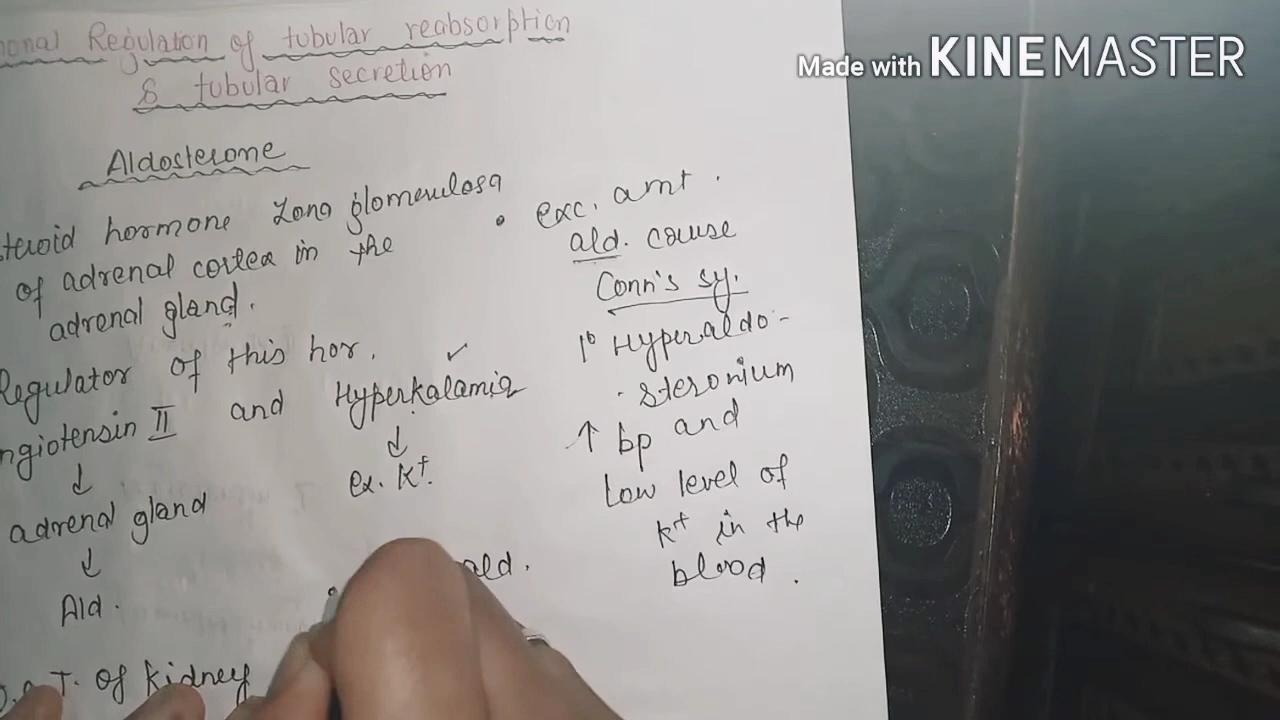 onal Regulation of tubular reabsorption
& tubular secretion
Made with KINEMASTER
Aldosterone
teroid hormone Zona glomerulosa
of adrenal cortex in the
adrenal gland.
Regulator of this hor.
ngiotensin II and Hyperkalamia
ex. K+.
adrenal gland
Ald.
ald.
T. of kidney
• exc. amt.
ald. cause
Conn's sy.
1° Hyperaldo-
steronium
↑ bp and
Low level of
K+ in the
blood.